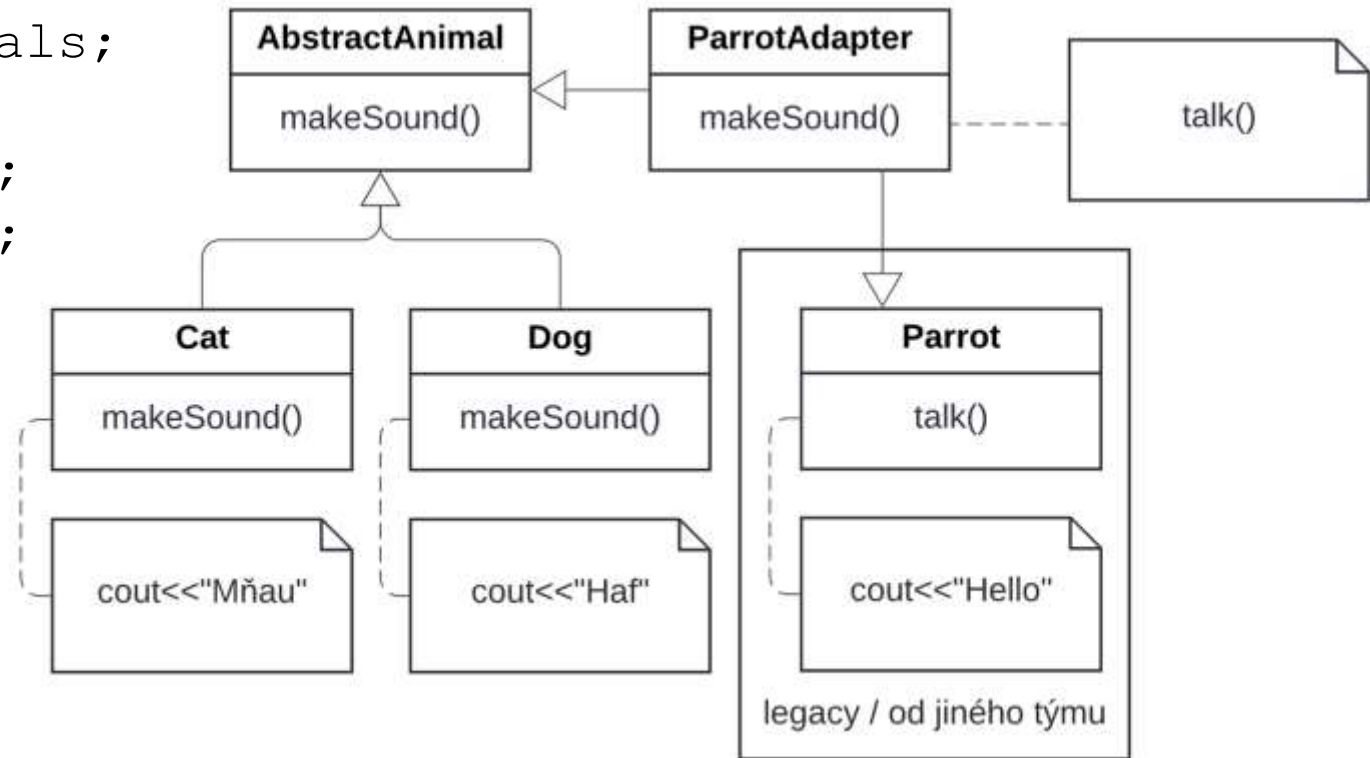 als;
;
;
AbstractAnimal
makeSound()
ParrotAdapter
makeSound()
talk()
Cat
makeSound()
cout<<"Mňau"
Dog
makeSound()
cout<<"Haf"
Parrot
talk()
cout<<"Hello"
legacy / od jiného týmu